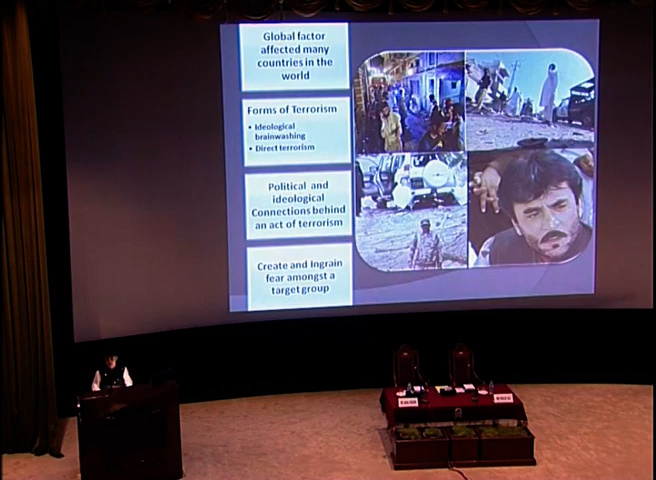 Global factor
affected many
countries in the
world
Forms of Terrorism
• Ideological
brainwashing
• Direct terrorism
Political and
ideological
Connections behind
an act of terrorism
Create and Ingrain
fear amongst a
target group